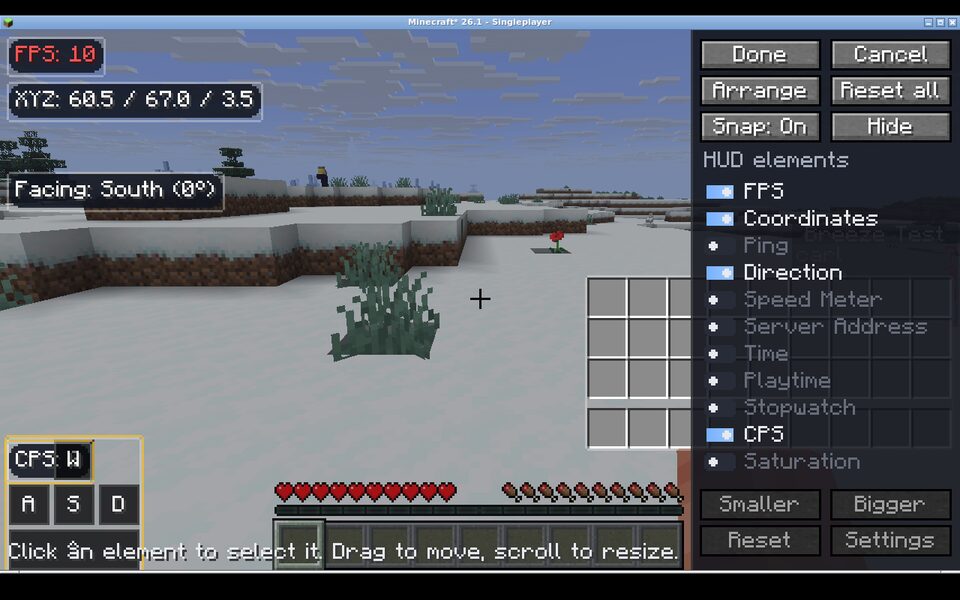 Minecraft* 26.1 - Singleplayer
FPS: 10
XYZ: 60.5 / 67.0 / 3.5
Facing: South (0°)
CPS
W
A S D
Click an element to select it. Drag to move, scroll to resize.
Done Cancel
Arrange Reset all
Snap: On Hide
HUD elements
FPS
Coordinates
Ping
Direction
Speed Meter
Server Address
Time
Playtime
Stopwatch
CPS
Saturation
Smaller Bigger
Reset Settings